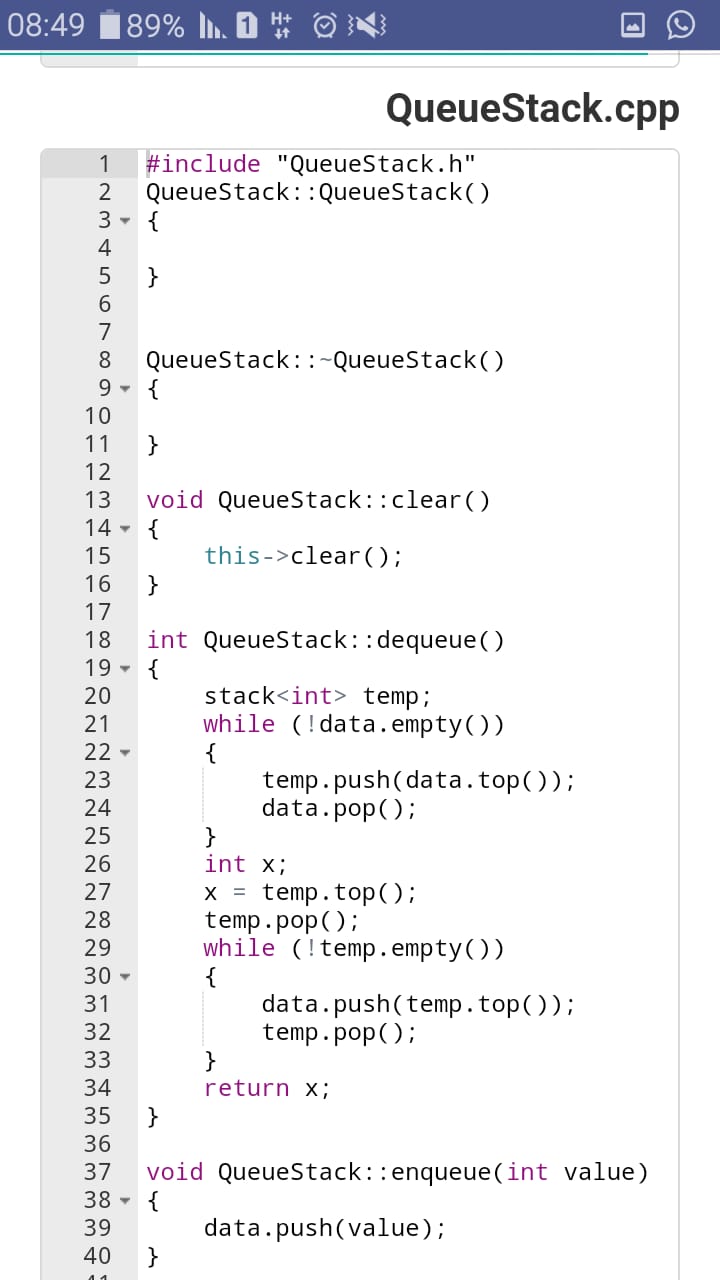 08:49 89% 1 H+
QueueStack.cpp
1 #include "QueueStack.h"
2 QueueStack::QueueStack()
3 {
4
5 }
6
7
8 QueueStack::~QueueStack()
9 {
10
11 }
12
13 void QueueStack::clear()
14 {
15 this->clear();
16 }
17
18 int QueueStack::dequeue()
19 {
20 stack<int> temp;
21 while (!data.empty())
22 {
23 temp.push(data.top());
24 data.pop();
25 }
26 int x;
27 x = temp.top();
28 temp.pop();
29 while (!temp.empty())
30 {
31 data.push(temp.top());
32 temp.pop();
33 }
34 return x;
35 }
36
37 void QueueStack::enqueue(int value)
38 {
39 data.push(value);
40 }